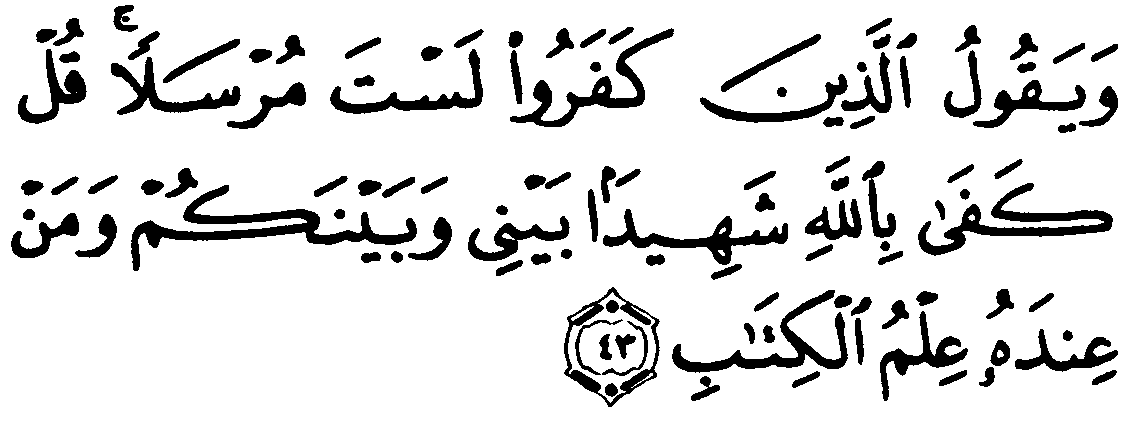 وَيَقُولُ ٱلَّذِينَ كَفَرُوا۟ لَسْتَ مُرْسَلًۭا ۚ قُلْ
كَفَىٰ بِٱللَّهِ شَهِيدًۢا بَيْنِى وَبَيْنَكُمْ وَمَنْ
عِندَهُۥ عِلْمُ ٱلْكِتَٰبِ ٤٣